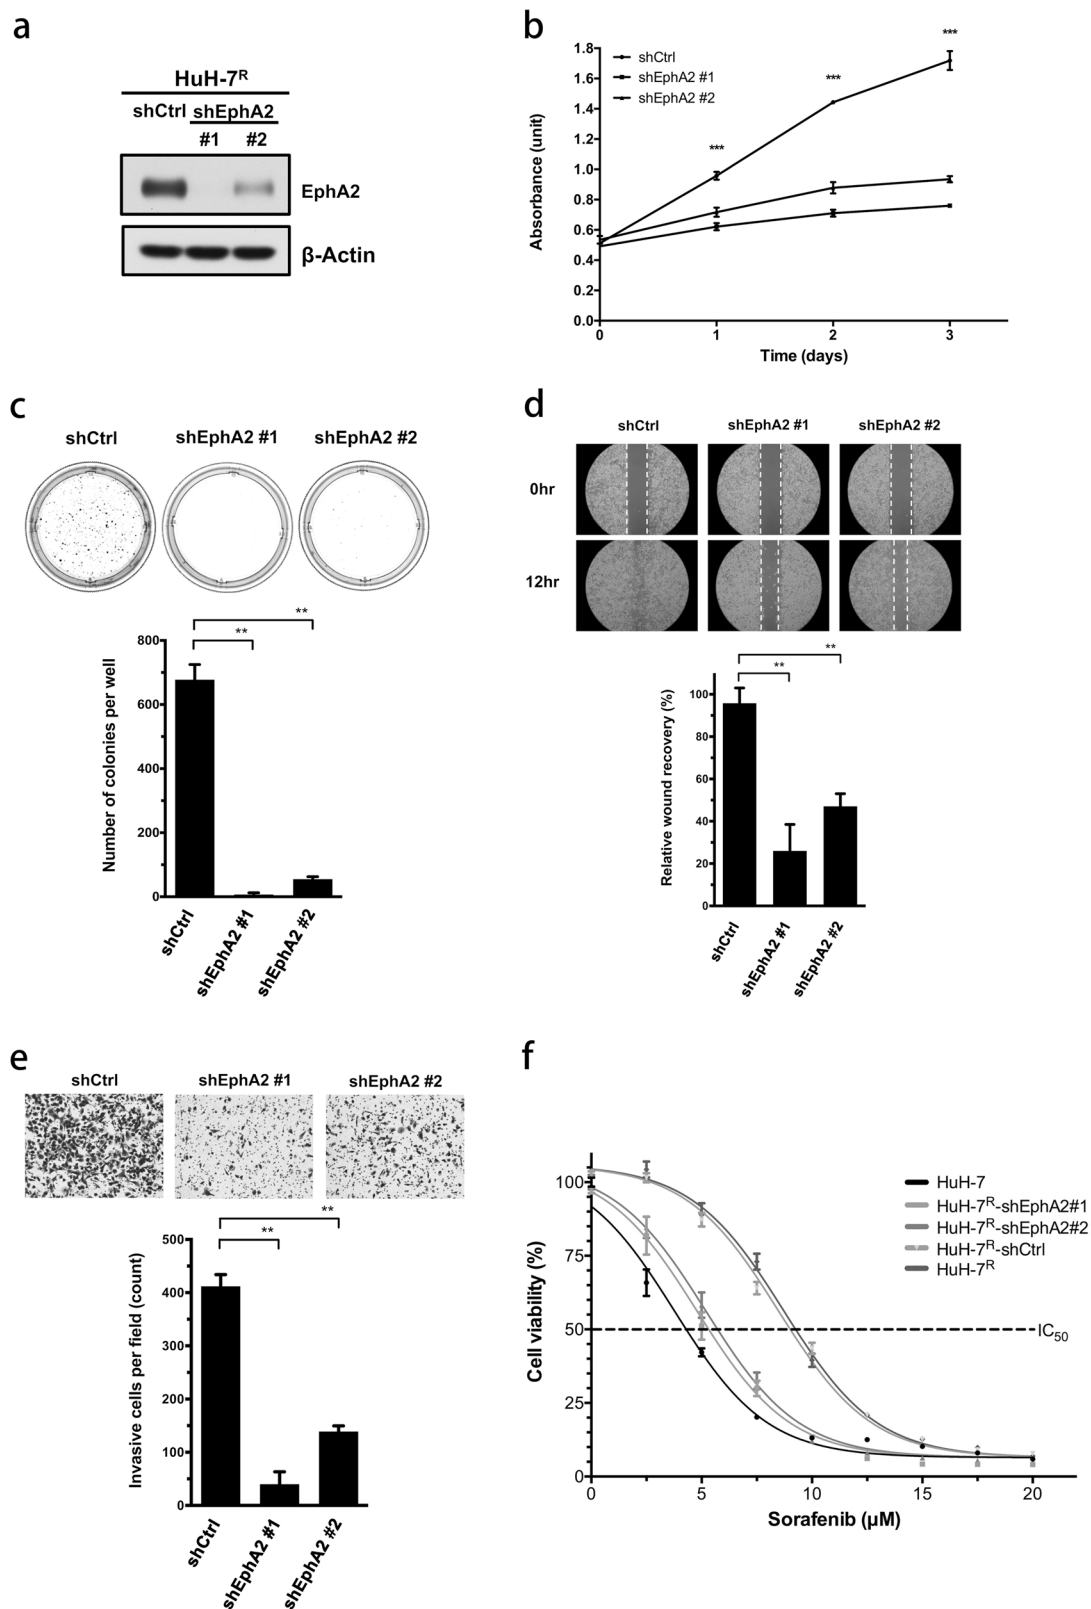 a
HuH-7ᴿ
shCtrl shEphA2
#1 #2
EphA2
β-Actin
b
shCtrl
shEphA2 #1
shEphA2 #2
***
***
***
Absorbance (unit)
1.8
1.6
1.4
1.2
1.0
0.8
0.6
0.4
0.2
0.0
0 1 2 3
Time (days)
c
shCtrl shEphA2 #1 shEphA2 #2
**
**
Number of colonies per well
800
600
400
200
0
shCtrl
shEphA2 #1
shEphA2 #2
d
shCtrl shEphA2 #1 shEphA2 #2
0hr
12hr
**
**
Relative wound recovery (%)
100
80
60
40
20
0
shCtrl
shEphA2 #1
shEphA2 #2
e
shCtrl shEphA2 #1 shEphA2 #2
**
**
Invasive cells per field (count)
500
400
300
200
100
0
shCtrl
shEphA2 #1
shEphA2 #2
f
HuH-7
HuH-7ᴿ-shEphA2#1
HuH-7ᴿ-shEphA2#2
HuH-7ᴿ-shCtrl
HuH-7ᴿ
Cell viability (%)
100
75
50
25
0
IC₅₀
0 5 10 15 20
Sorafenib (µM)